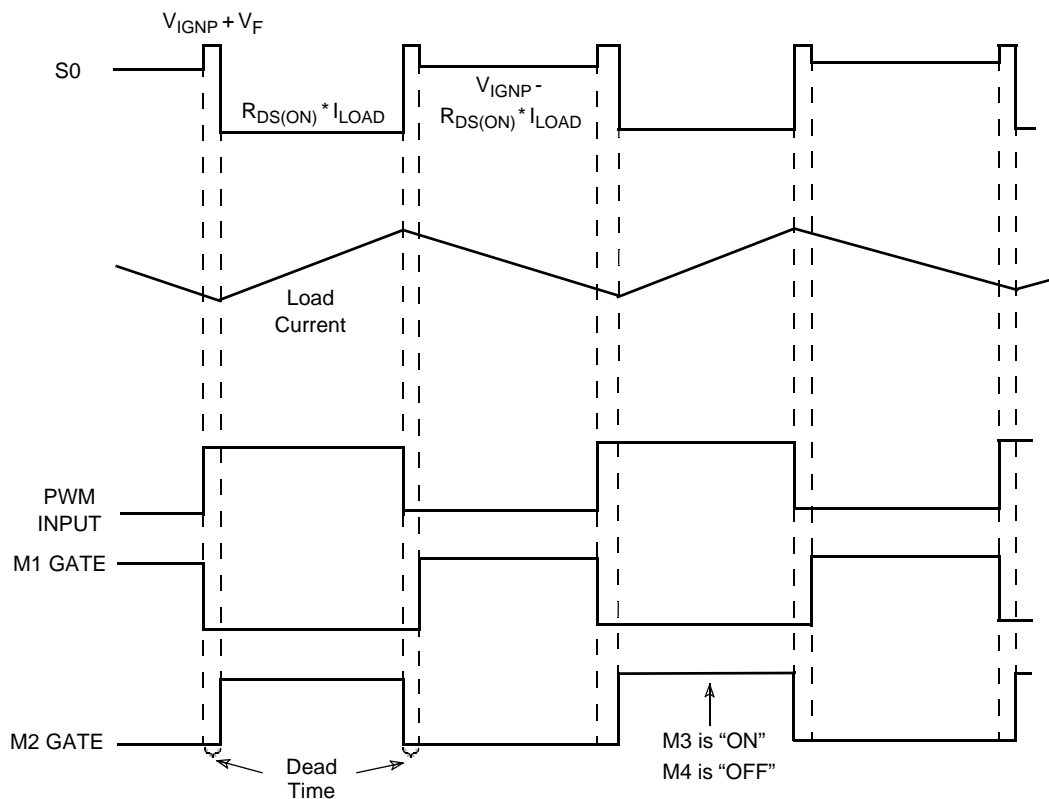 V_IGNP + V_F
S0
R_DS(ON) * I_LOAD
V_IGNP -
R_DS(ON) * I_LOAD
Load
Current
PWM
INPUT
M1 GATE
M2 GATE
Dead
Time
M3 is “ON”
M4 is “OFF”